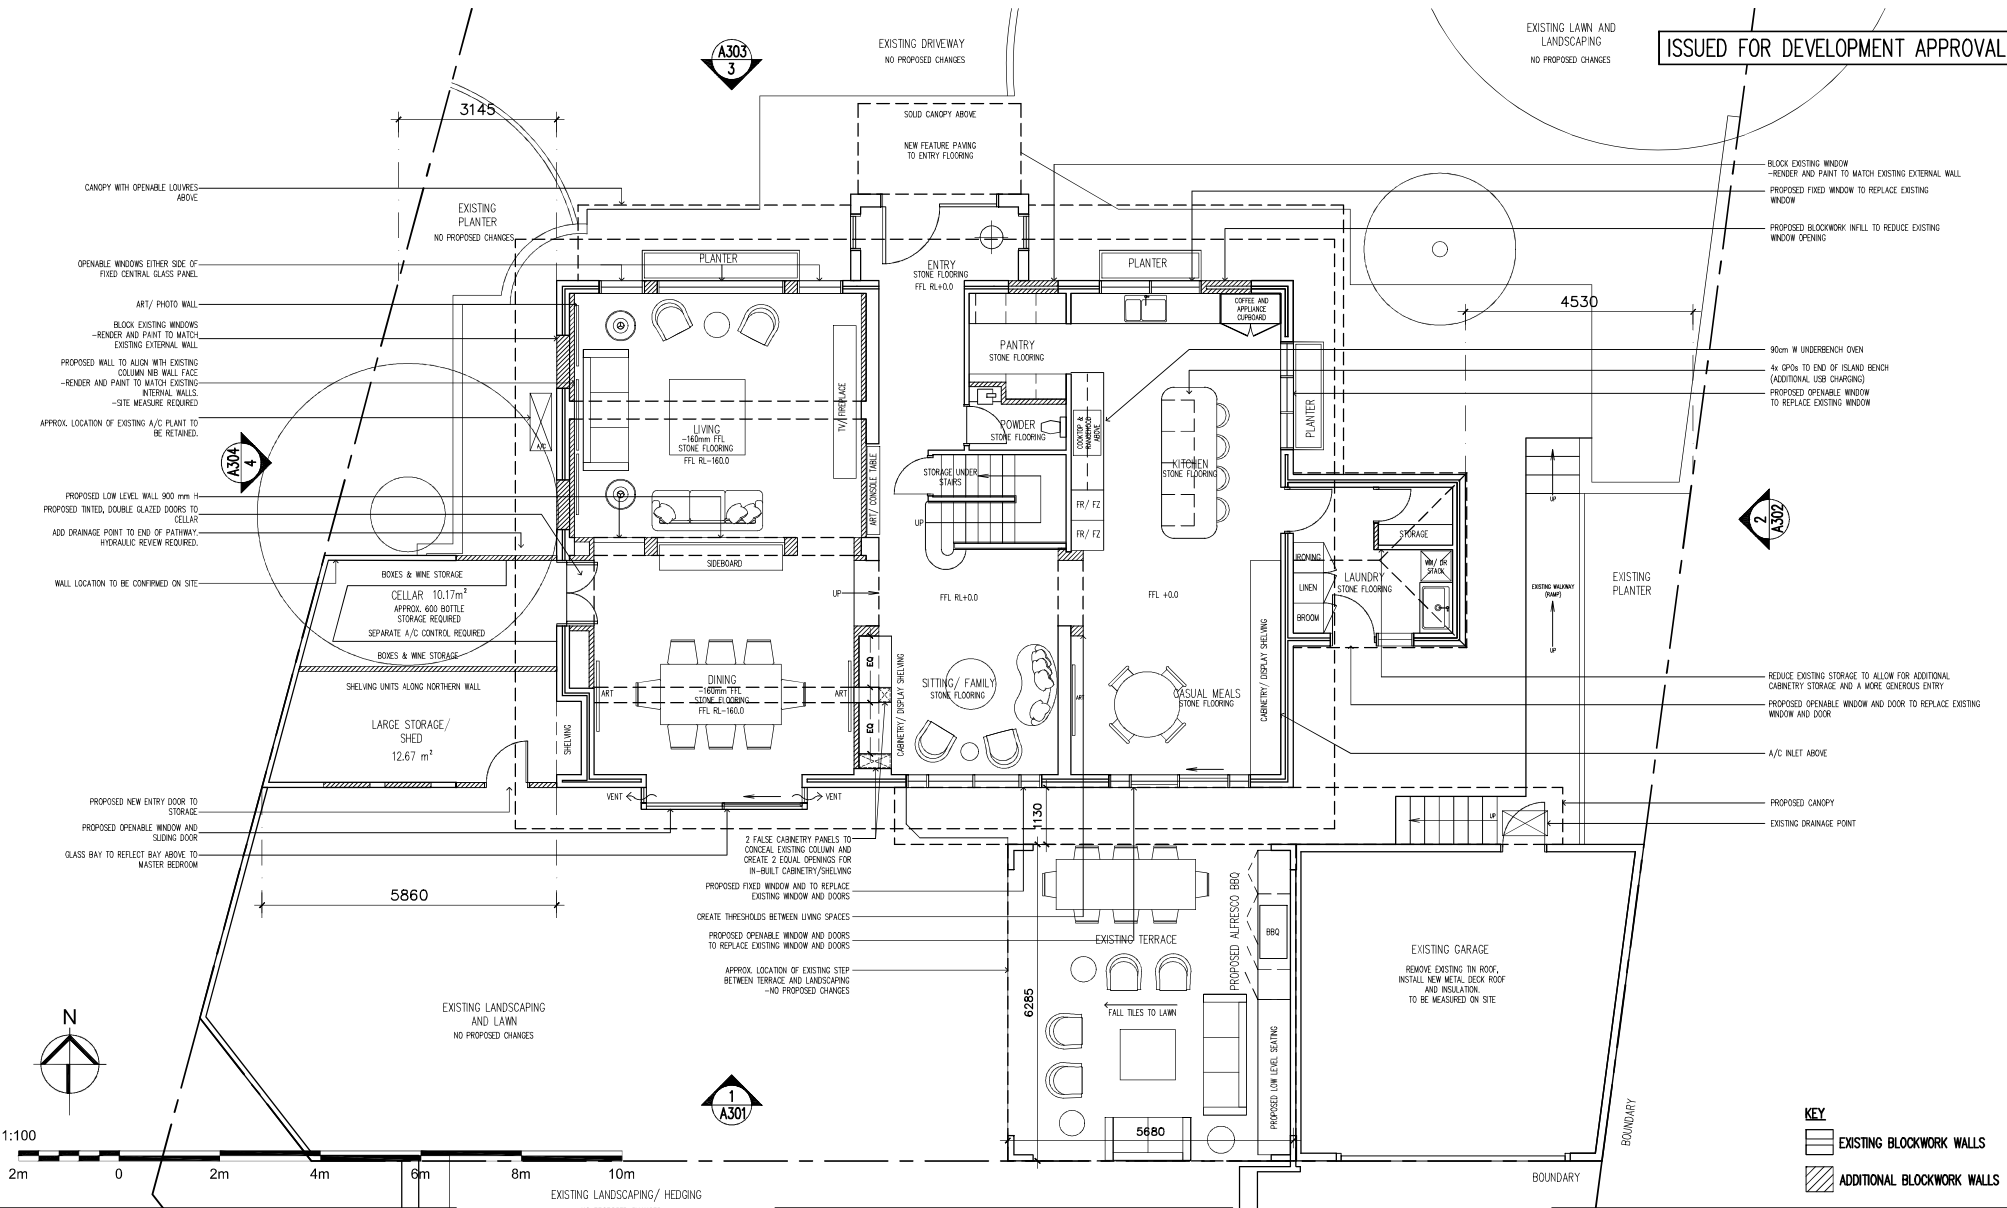 ISSUED FOR DEVELOPMENT APPROVAL
A303
3
EXISTING DRIVEWAY
NO PROPOSED CHANGES
EXISTING LAWN AND
LANDSCAPING
NO PROPOSED CHANGES
3145
SOLID CANOPY ABOVE
NEW FEATURE PAVING
TO ENTRY FLOORING
CANOPY WITH OPENABLE LOUVRES
ABOVE
OPENABLE WINDOWS EITHER SIDE OF
FIXED CENTRAL GLASS PANEL
ART/ PHOTO WALL
BLOCK EXISTING WINDOWS
-RENDER AND PAINT TO MATCH
EXISTING EXTERNAL WALL
PROPOSED WALL TO ALIGN WITH EXISTING
COLUMN NIB WALL FACE
-RENDER AND PAINT TO MATCH EXISTING
INTERNAL WALLS.
-SITE MEASURE REQUIRED
APPROX. LOCATION OF EXISTING A/C PLANT TO
BE RETAINED.
A304
4
PROPOSED LOW LEVEL WALL 900 mm H
PROPOSED TINTED, DOUBLE GLAZED DOORS TO
CELLAR
ADD DRAINAGE POINT TO END OF PATHWAY.
HYDRAULIC REVIEW REQUIRED.
WALL LOCATION TO BE CONFIRMED ON SITE
PROPOSED NEW ENTRY DOOR TO
STORAGE
PROPOSED OPENABLE WINDOW AND
SLIDING DOOR
GLASS BAY TO REFLECT BAY ABOVE TO
MASTER BEDROOM
EXISTING
PLANTER
NO PROPOSED CHANGES
PLANTER
ENTRY
STONE FLOORING
FFL RL+0.0
PLANTER
COFFEE AND
APPLIANCE
CUPBOARD
PANTRY
STONE FLOORING
POWDER
STONE FLOORING
COOKTOP &
RANGEHOOD
ABOVE
KITCHEN
STONE FLOORING
PLANTER
A/C
LIVING
-160mm FFL
STONE FLOORING
FFL RL-160.0
TV/FIREPLACE
ART/ CONSOLE TABLE
STORAGE UNDER
STAIRS
UP
FR/ FZ
FR/ FZ
SIDEBOARD
UP
FFL RL+0.0
FFL +0.0
BOXES & WINE STORAGE
CELLAR 10.17m²
APPROX. 600 BOTTLE
STORAGE REQUIRED
SEPARATE A/C CONTROL REQUIRED
BOXES & WINE STORAGE
SHELVING UNITS ALONG NORTHERN WALL
LARGE STORAGE/
SHED
12.67 m²
SHELVING
ART
DINING
-160mm FFL
STONE FLOORING
FFL RL-160.0
ART
EQ
EQ
CABINETRY/ DISPLAY SHELVING
SITTING/ FAMILY
STONE FLOORING
ART
CASUAL MEALS
STONE FLOORING
CABINETRY/ DISPLAY SHELVING
IRONING
LINEN
BROOM
LAUNDRY
STONE FLOORING
STORAGE
WM/ DR
STACK
VENT
VENT
5860
BLOCK EXISTING WINDOW
-RENDER AND PAINT TO MATCH EXISTING EXTERNAL WALL
PROPOSED FIXED WINDOW TO REPLACE EXISTING
WINDOW
PROPOSED BLOCKWORK INFILL TO REDUCE EXISTING
WINDOW OPENING
4530
90cm W UNDERBENCH OVEN
4x GPOs TO END OF ISLAND BENCH
(ADDITIONAL USB CHARGING)
PROPOSED OPENABLE WINDOW
TO REPLACE EXISTING WINDOW
UP
2
A302
EXISTING WALKWAY
(RAMP)
UP
EXISTING
PLANTER
REDUCE EXISTING STORAGE TO ALLOW FOR ADDITIONAL
CABINETRY STORAGE AND A MORE GENEROUS ENTRY
PROPOSED OPENABLE WINDOW AND DOOR TO REPLACE EXISTING
WINDOW AND DOOR
A/C INLET ABOVE
PROPOSED CANOPY
EXISTING DRAINAGE POINT
UP
1130
2 FALSE CABINETRY PANELS TO
CONCEAL EXISTING COLUMN AND
CREATE 2 EQUAL OPENINGS FOR
IN-BUILT CABINETRY/SHELVING
PROPOSED FIXED WINDOW AND TO REPLACE
EXISTING WINDOW AND DOORS
CREATE THRESHOLDS BETWEEN LIVING SPACES
PROPOSED OPENABLE WINDOW AND DOORS
TO REPLACE EXISTING WINDOW AND DOORS
APPROX. LOCATION OF EXISTING STEP
BETWEEN TERRACE AND LANDSCAPING
-NO PROPOSED CHANGES
EXISTING TERRACE
PROPOSED ALFRESCO BBQ
BBQ
6285
FALL TILES TO LAWN
PROPOSED LOW LEVEL SEATING
5680
EXISTING GARAGE
REMOVE EXISTING TIN ROOF,
INSTALL NEW METAL DECK ROOF
AND INSULATION.
TO BE MEASURED ON SITE
EXISTING LANDSCAPING
AND LAWN
NO PROPOSED CHANGES
N
1
A301
1:100
2m 0 2m 4m 6m 8m 10m
EXISTING LANDSCAPING/ HEDGING
BOUNDARY
BOUNDARY
KEY
EXISTING BLOCKWORK WALLS
ADDITIONAL BLOCKWORK WALLS